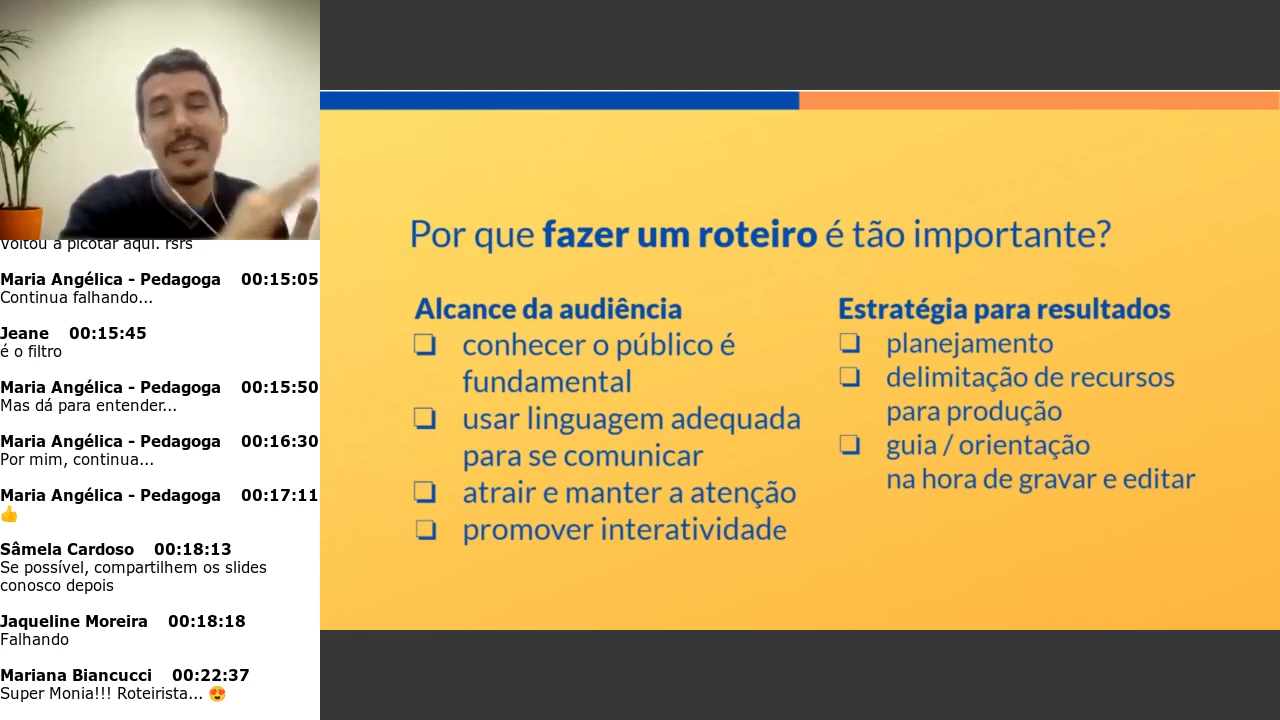 Voltou a picotar aqui. rsrs
Maria Angélica - Pedagoga 00:15:05
Continua falhando...
Jeane 00:15:45
é o filtro
Maria Angélica - Pedagoga 00:15:50
Mas dá para entender...
Maria Angélica - Pedagoga 00:16:30
Por mim, continua...
Maria Angélica - Pedagoga 00:17:11
👍
Sâmela Cardoso 00:18:13
Se possível, compartilhem os slides
conosco depois
Jaqueline Moreira 00:18:18
Falhando
Mariana Biancucci 00:22:37
Super Monia!!! Roteirista... 😍
Por que fazer um roteiro é tão importante?
Alcance da audiência
❏ conhecer o público é
fundamental
❏ usar linguagem adequada
para se comunicar
❏ atrair e manter a atenção
❏ promover interatividade
Estratégia para resultados
❏ planejamento
❏ delimitação de recursos
para produção
❏ guia / orientação
na hora de gravar e editar